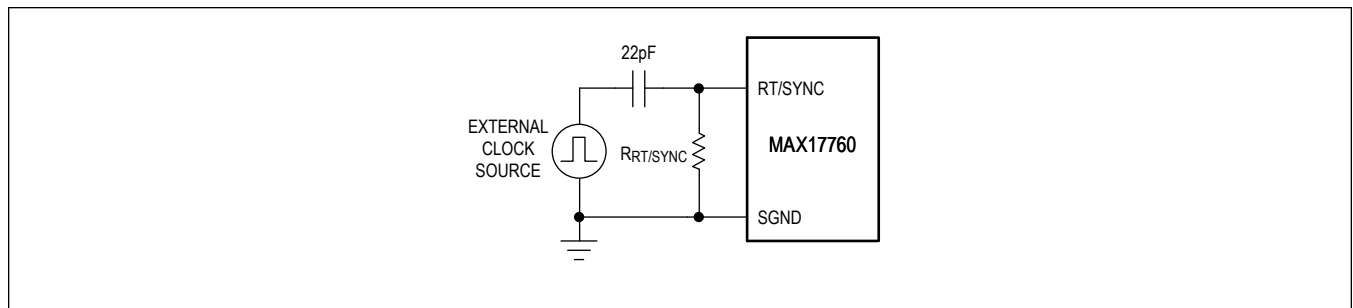 22pF
RT/SYNC
EXTERNAL
CLOCK
SOURCE
RRT/SYNC
MAX17760
SGND